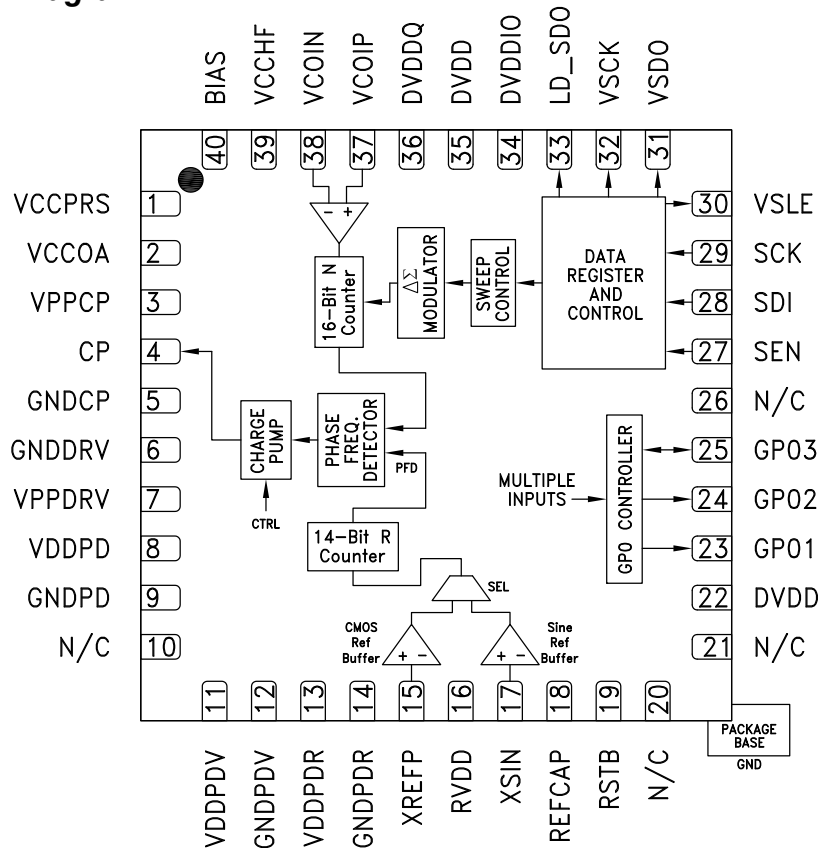 BIAS
VCCHF
VCOIN
VCOIP
DVDDQ
DVDD
DVDDIO
LD_SDO
VSCK
VSDO
40
39
38
37
36
35
34
33
32
31
VCCPRS 1
VCCOA 2
VPPCP 3
CP 4
GNDCP 5
GNDDRV 6
VPPDRV 7
VDDPD 8
GNDPD 9
N/C 10
- +
16-Bit N
Counter
ΔΣ
MODULATOR
SWEEP
CONTROL
DATA
REGISTER
AND
CONTROL
30 VSLE
29 SCK
28 SDI
27 SEN
26 N/C
25 GPO3
24 GPO2
23 GPO1
22 DVDD
21 N/C
CHARGE
PUMP
CTRL
PHASE
FREQ.
DETECTOR
PFD
MULTIPLE
INPUTS
GPO CONTROLLER
14-Bit R
Counter
SEL
CMOS
Ref
Buffer
+ -
Sine
Ref
Buffer
+ -
11
12
13
14
15
16
17
18
19
20
VDDPDV
GNDPDV
VDDPDR
GNDPDR
XREFP
RVDD
XSIN
REFCAP
RSTB
N/C
PACKAGE
BASE
GND